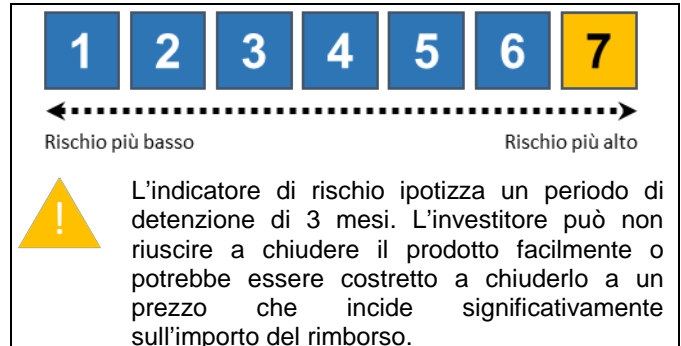 1 2 3 4 5 6 7
Rischio più basso Rischio più alto
!
L'indicatore di rischio ipotizza un periodo di
detenzione di 3 mesi. L'investitore può non
riuscire a chiudere il prodotto facilmente o
potrebbe essere costretto a chiuderlo a un
prezzo che incide significativamente
sull'importo del rimborso.